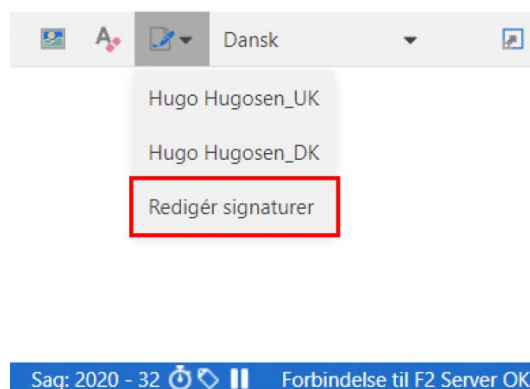 Dansk
Hugo Hugosen_UK
Hugo Hugosen_DK
Redigér signaturer
Sag: 2020 - 32 Forbindelse til F2 Server OK